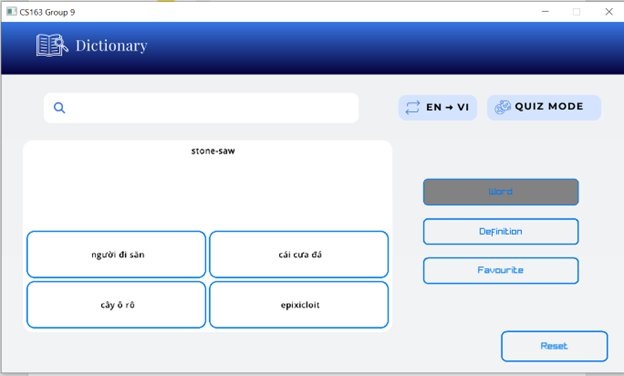 CS163 Group 9
Dictionary
EN → VI
QUIZ MODE
stone-saw
người đi săn
cái cưa đá
cây ô rô
epixicloit
Word
Definition
Favourite
Reset